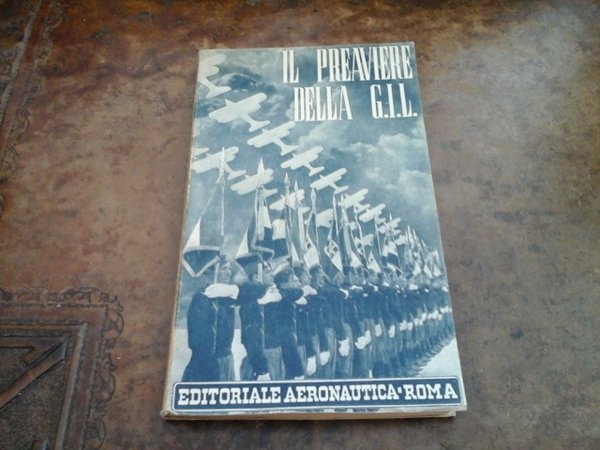 IL PREAVIERE
DELLA G.I.L.
EDITORIALE AERONAUTICA-ROMA